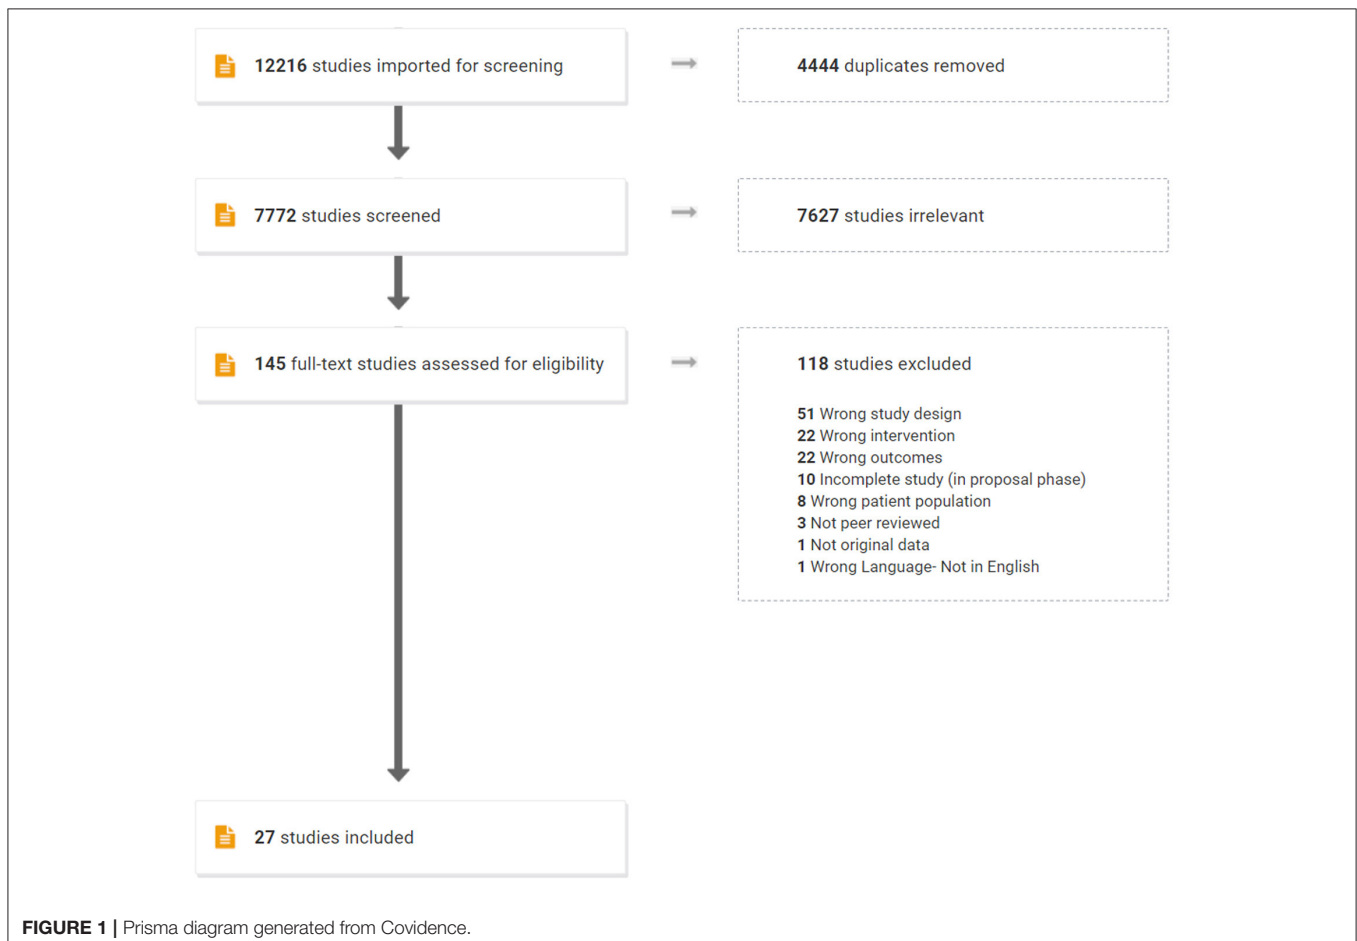 12216 studies imported for screening
4444 duplicates removed
7772 studies screened
7627 studies irrelevant
145 full-text studies assessed for eligibility
118 studies excluded
51 Wrong study design
22 Wrong intervention
22 Wrong outcomes
10 Incomplete study (in proposal phase)
8 Wrong patient population
3 Not peer reviewed
1 Not original data
1 Wrong Language- Not in English
27 studies included
FIGURE 1 | Prisma diagram generated from Covidence.